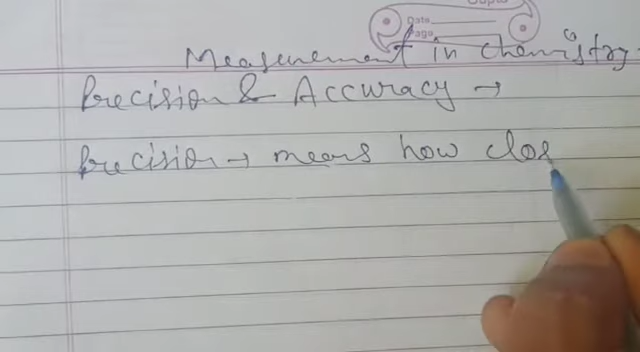 Date
Page
Measurement in chemistry
Precision & Accuracy →
Precision → means how clos